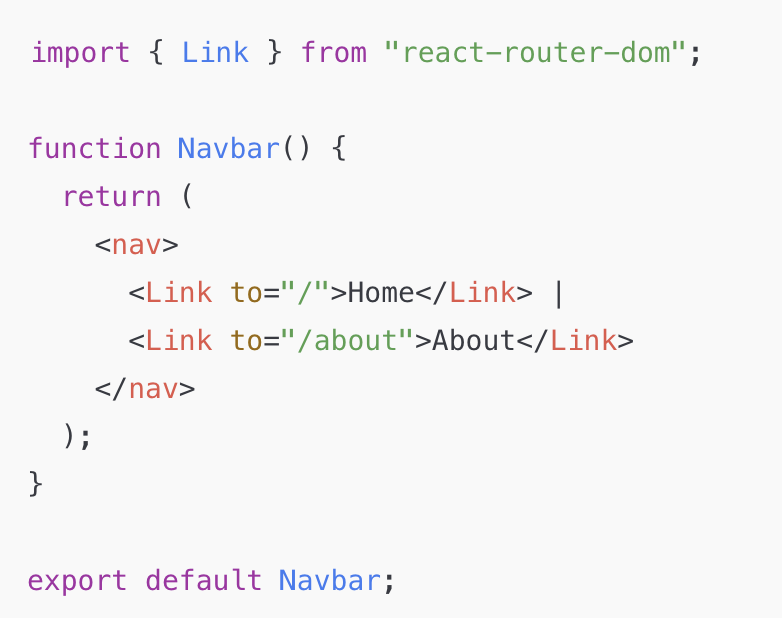 import { Link } from "react-router-dom";

function Navbar() {
  return (
    <nav>
      <Link to="/">Home</Link> |
      <Link to="/about">About</Link>
    </nav>
  );
}

export default Navbar;